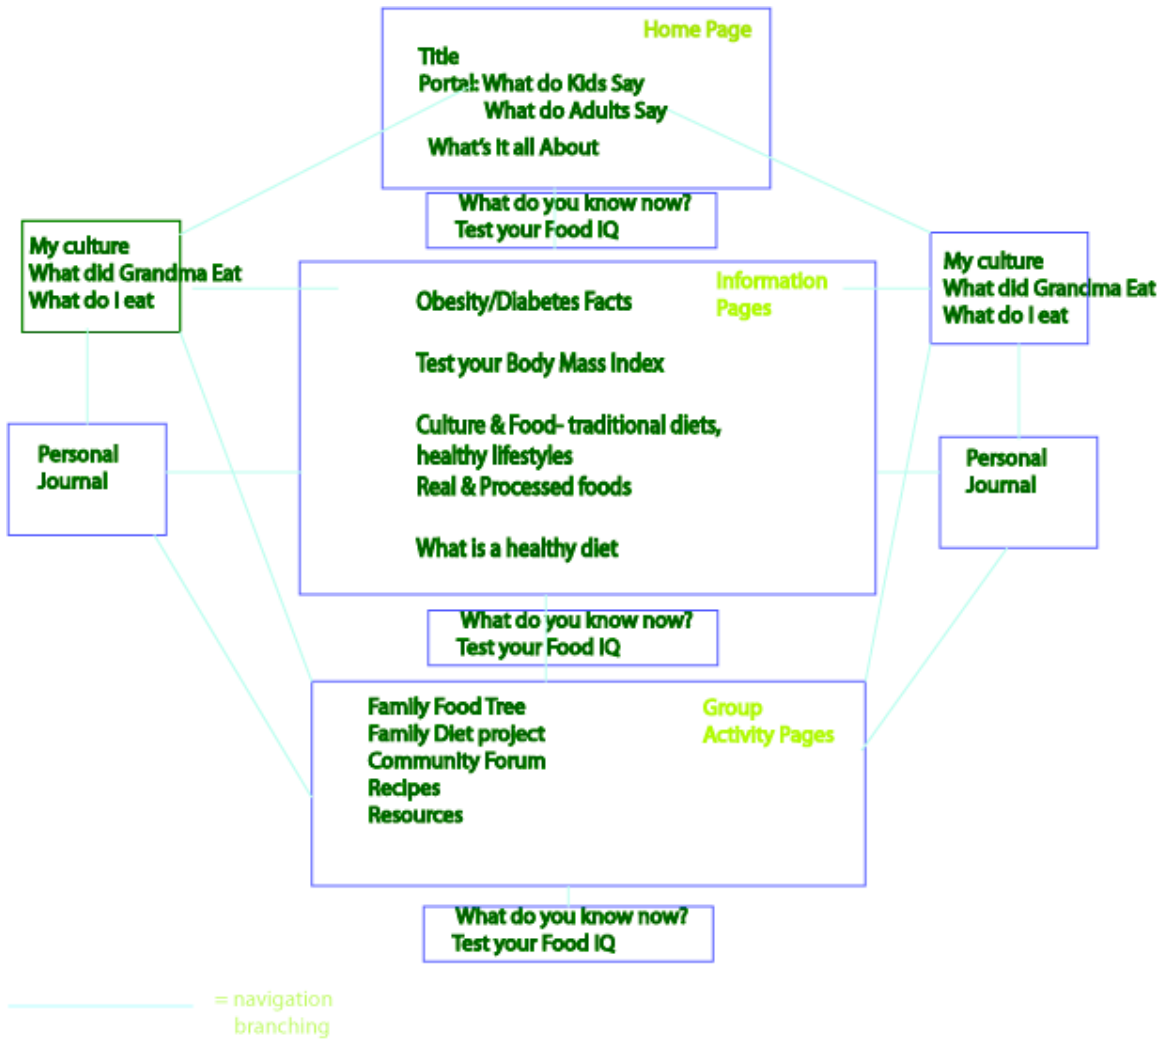 Home Page
Title
Portal: What do Kids Say
What do Adults Say
What's it all About
What do you know now?
Test your Food IQ
My culture
What did Grandma Eat
What do I eat
My culture
What did Grandma Eat
What do I eat
Information
Pages
Obesity/Diabetes Facts
Test your Body Mass Index
Culture & Food- traditional diets,
healthy lifestyles
Real & Processed foods
What is a healthy diet
Personal
Journal
Personal
Journal
What do you know now?
Test your Food IQ
Group
Activity Pages
Family Food Tree
Family Diet project
Community Forum
Recipes
Resources
What do you know now?
Test your Food IQ
= navigation
branching